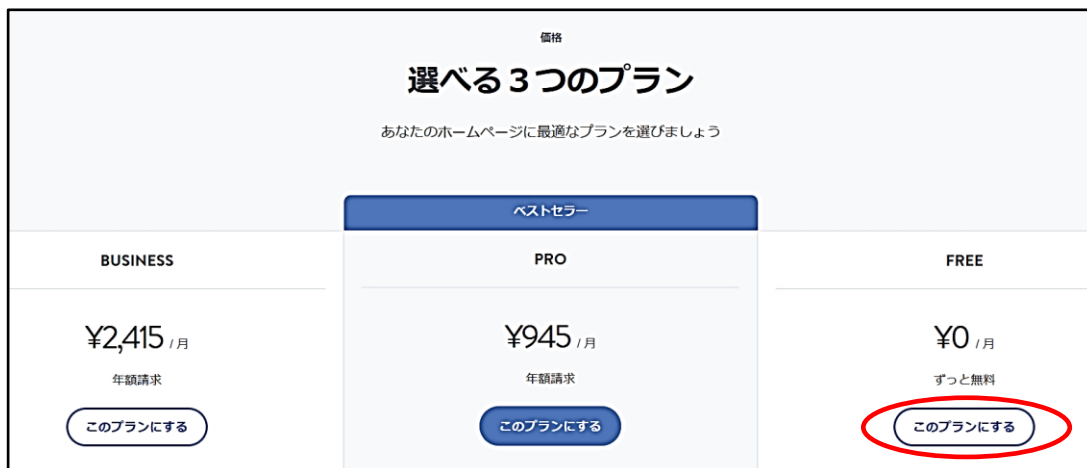 価格
選べる３つのプラン
あなたのホームページに最適なプランを選びましょう
ベストセラー
BUSINESS
¥2,415 /月
年額請求
このプランにする
PRO
¥945 /月
年額請求
このプランにする
FREE
¥0 /月
ずっと無料
このプランにする